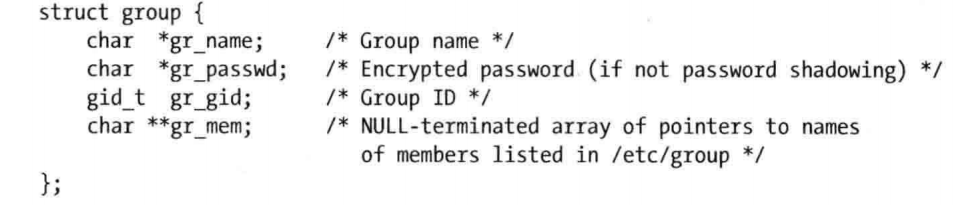 struct group {
    char  *gr_name;      /* Group name */
    char  *gr_passwd;    /* Encrypted password (if not password shadowing) */
    gid_t  gr_gid;       /* Group ID */
    char **gr_mem;       /* NULL-terminated array of pointers to names
                            of members listed in /etc/group */
};